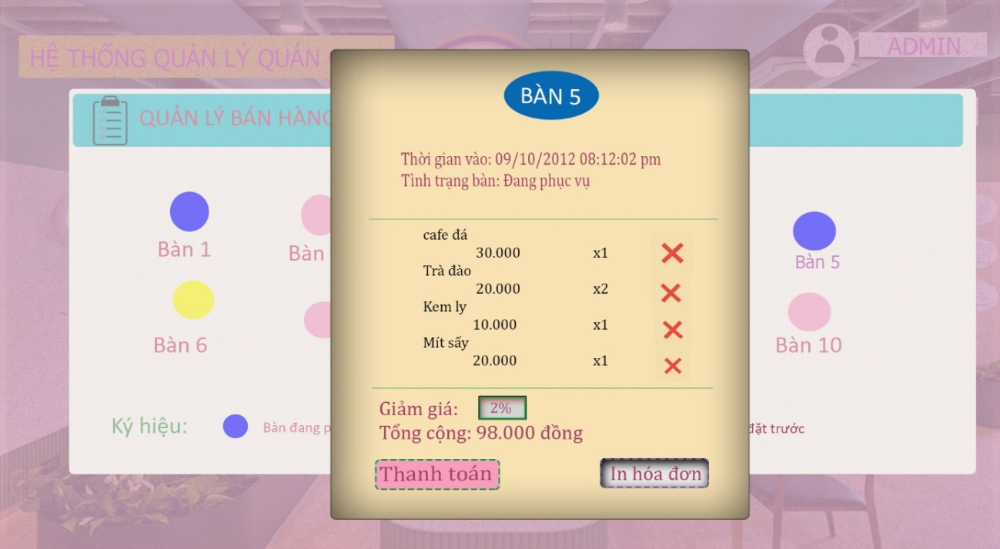 HỆ THỐNG QUẢN LÝ QUÁN
ADMIN
QUẢN LÝ BÁN HÀNG
BÀN 5
Thời gian vào: 09/10/2012 08:12:02 pm
Tình trạng bàn: Đang phục vụ
cafe đá
30.000 x1
Trà đào
20.000 x2
Kem ly
10.000 x1
Mít sấy
20.000 x1
Giảm giá: 2%
Tổng cộng: 98.000 đồng
Thanh toán In hóa đơn
Bàn 1 Bàn Bàn 5
Bàn 6 Bàn 10
Ký hiệu: Bàn đang đặt trước